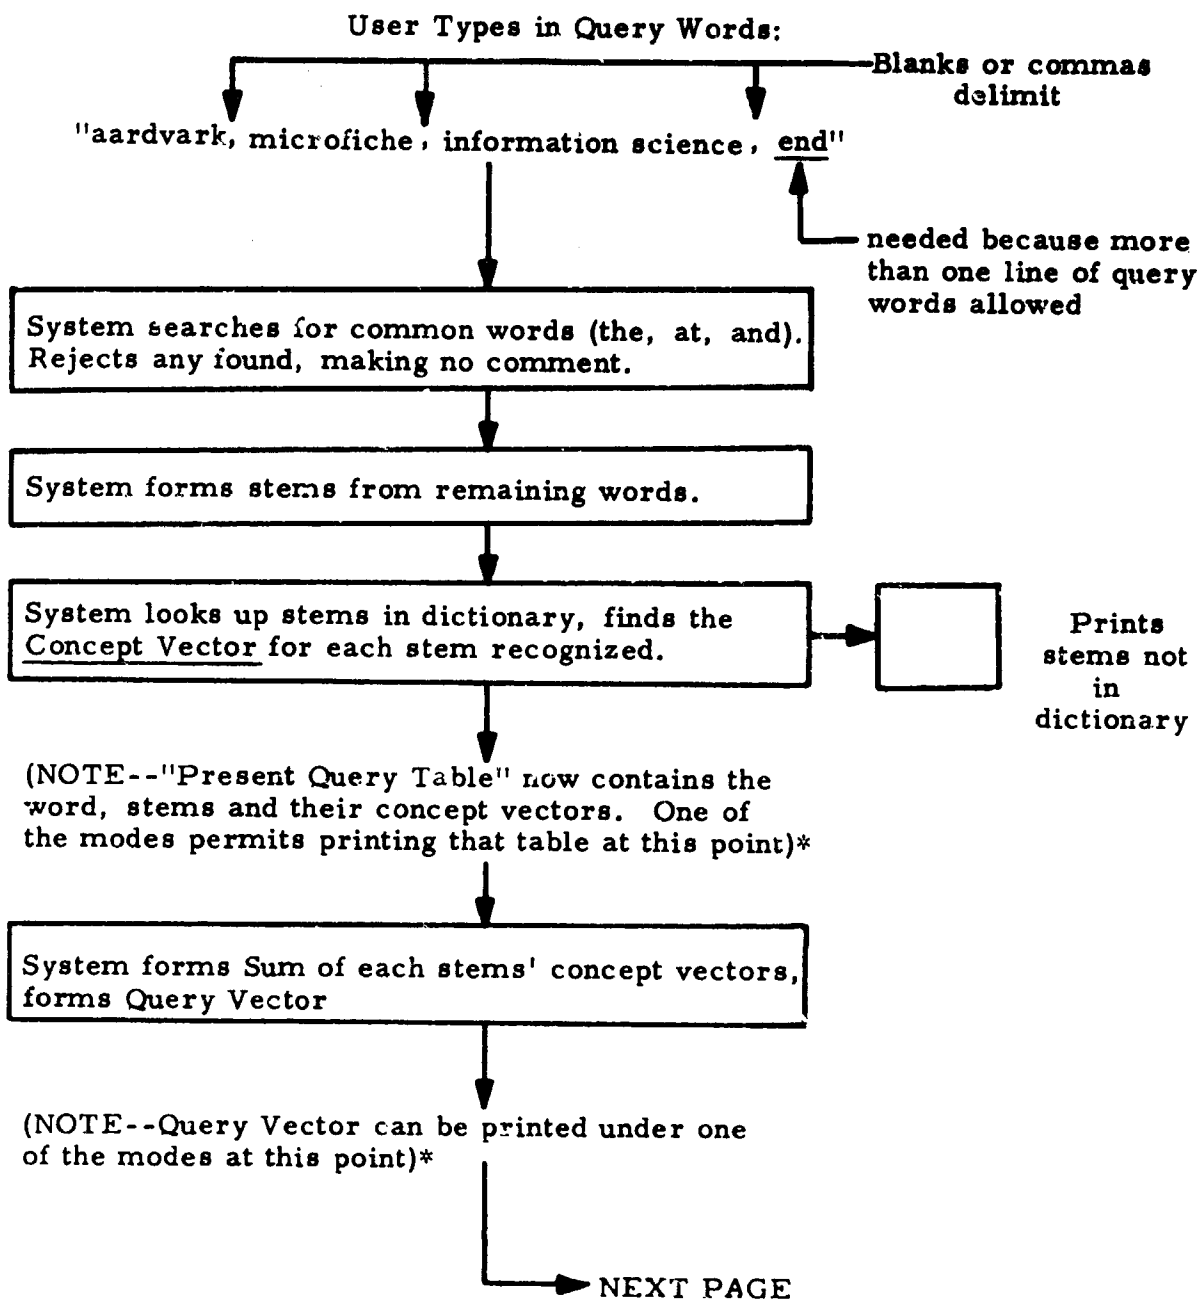 User Types in Query Words:
Blanks or commas
delimit
"aardvark, microfiche, information science, end"
needed because more
than one line of query
words allowed
System searches for common words (the, at, and).
Rejects any found, making no comment.
System forms stems from remaining words.
System looks up stems in dictionary, finds the
Concept Vector for each stem recognized.
Prints
stems not
in
dictionary
(NOTE--"Present Query Table" now contains the
word, stems and their concept vectors. One of
the modes permits printing that table at this point)*
System forms Sum of each stems' concept vectors,
forms Query Vector
(NOTE--Query Vector can be printed under one
of the modes at this point)*
NEXT PAGE